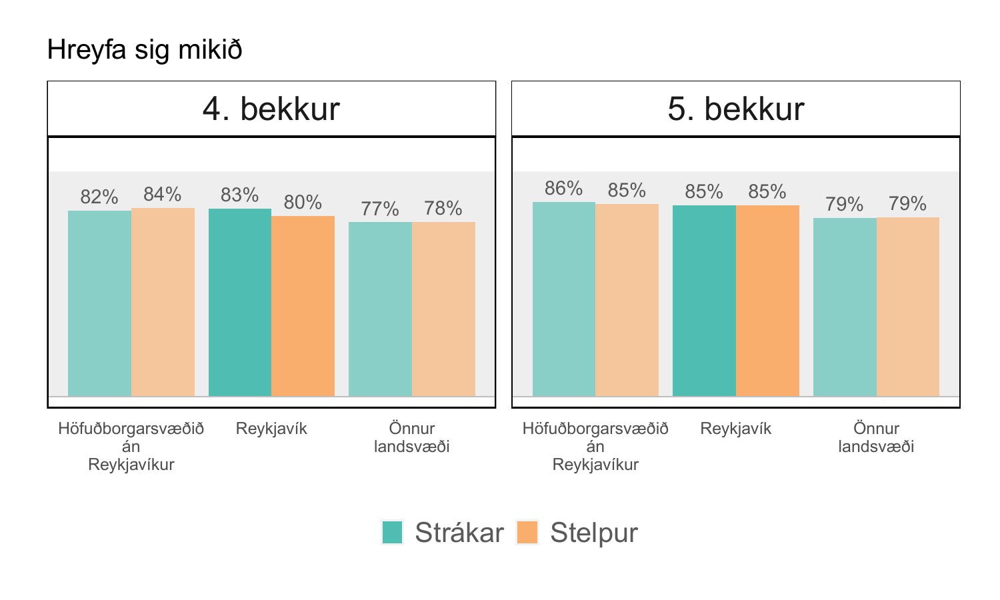 Hreyfa sig mikið
4. bekkur
82%
84%
83%
80%
77%
78%
Höfuðborgarsvæðið
án
Reykjavíkur
Reykjavík
Önnur
landsvæði
5. bekkur
86%
85%
85%
85%
79%
79%
Höfuðborgarsvæðið
án
Reykjavíkur
Reykjavík
Önnur
landsvæði
Strákar
Stelpur